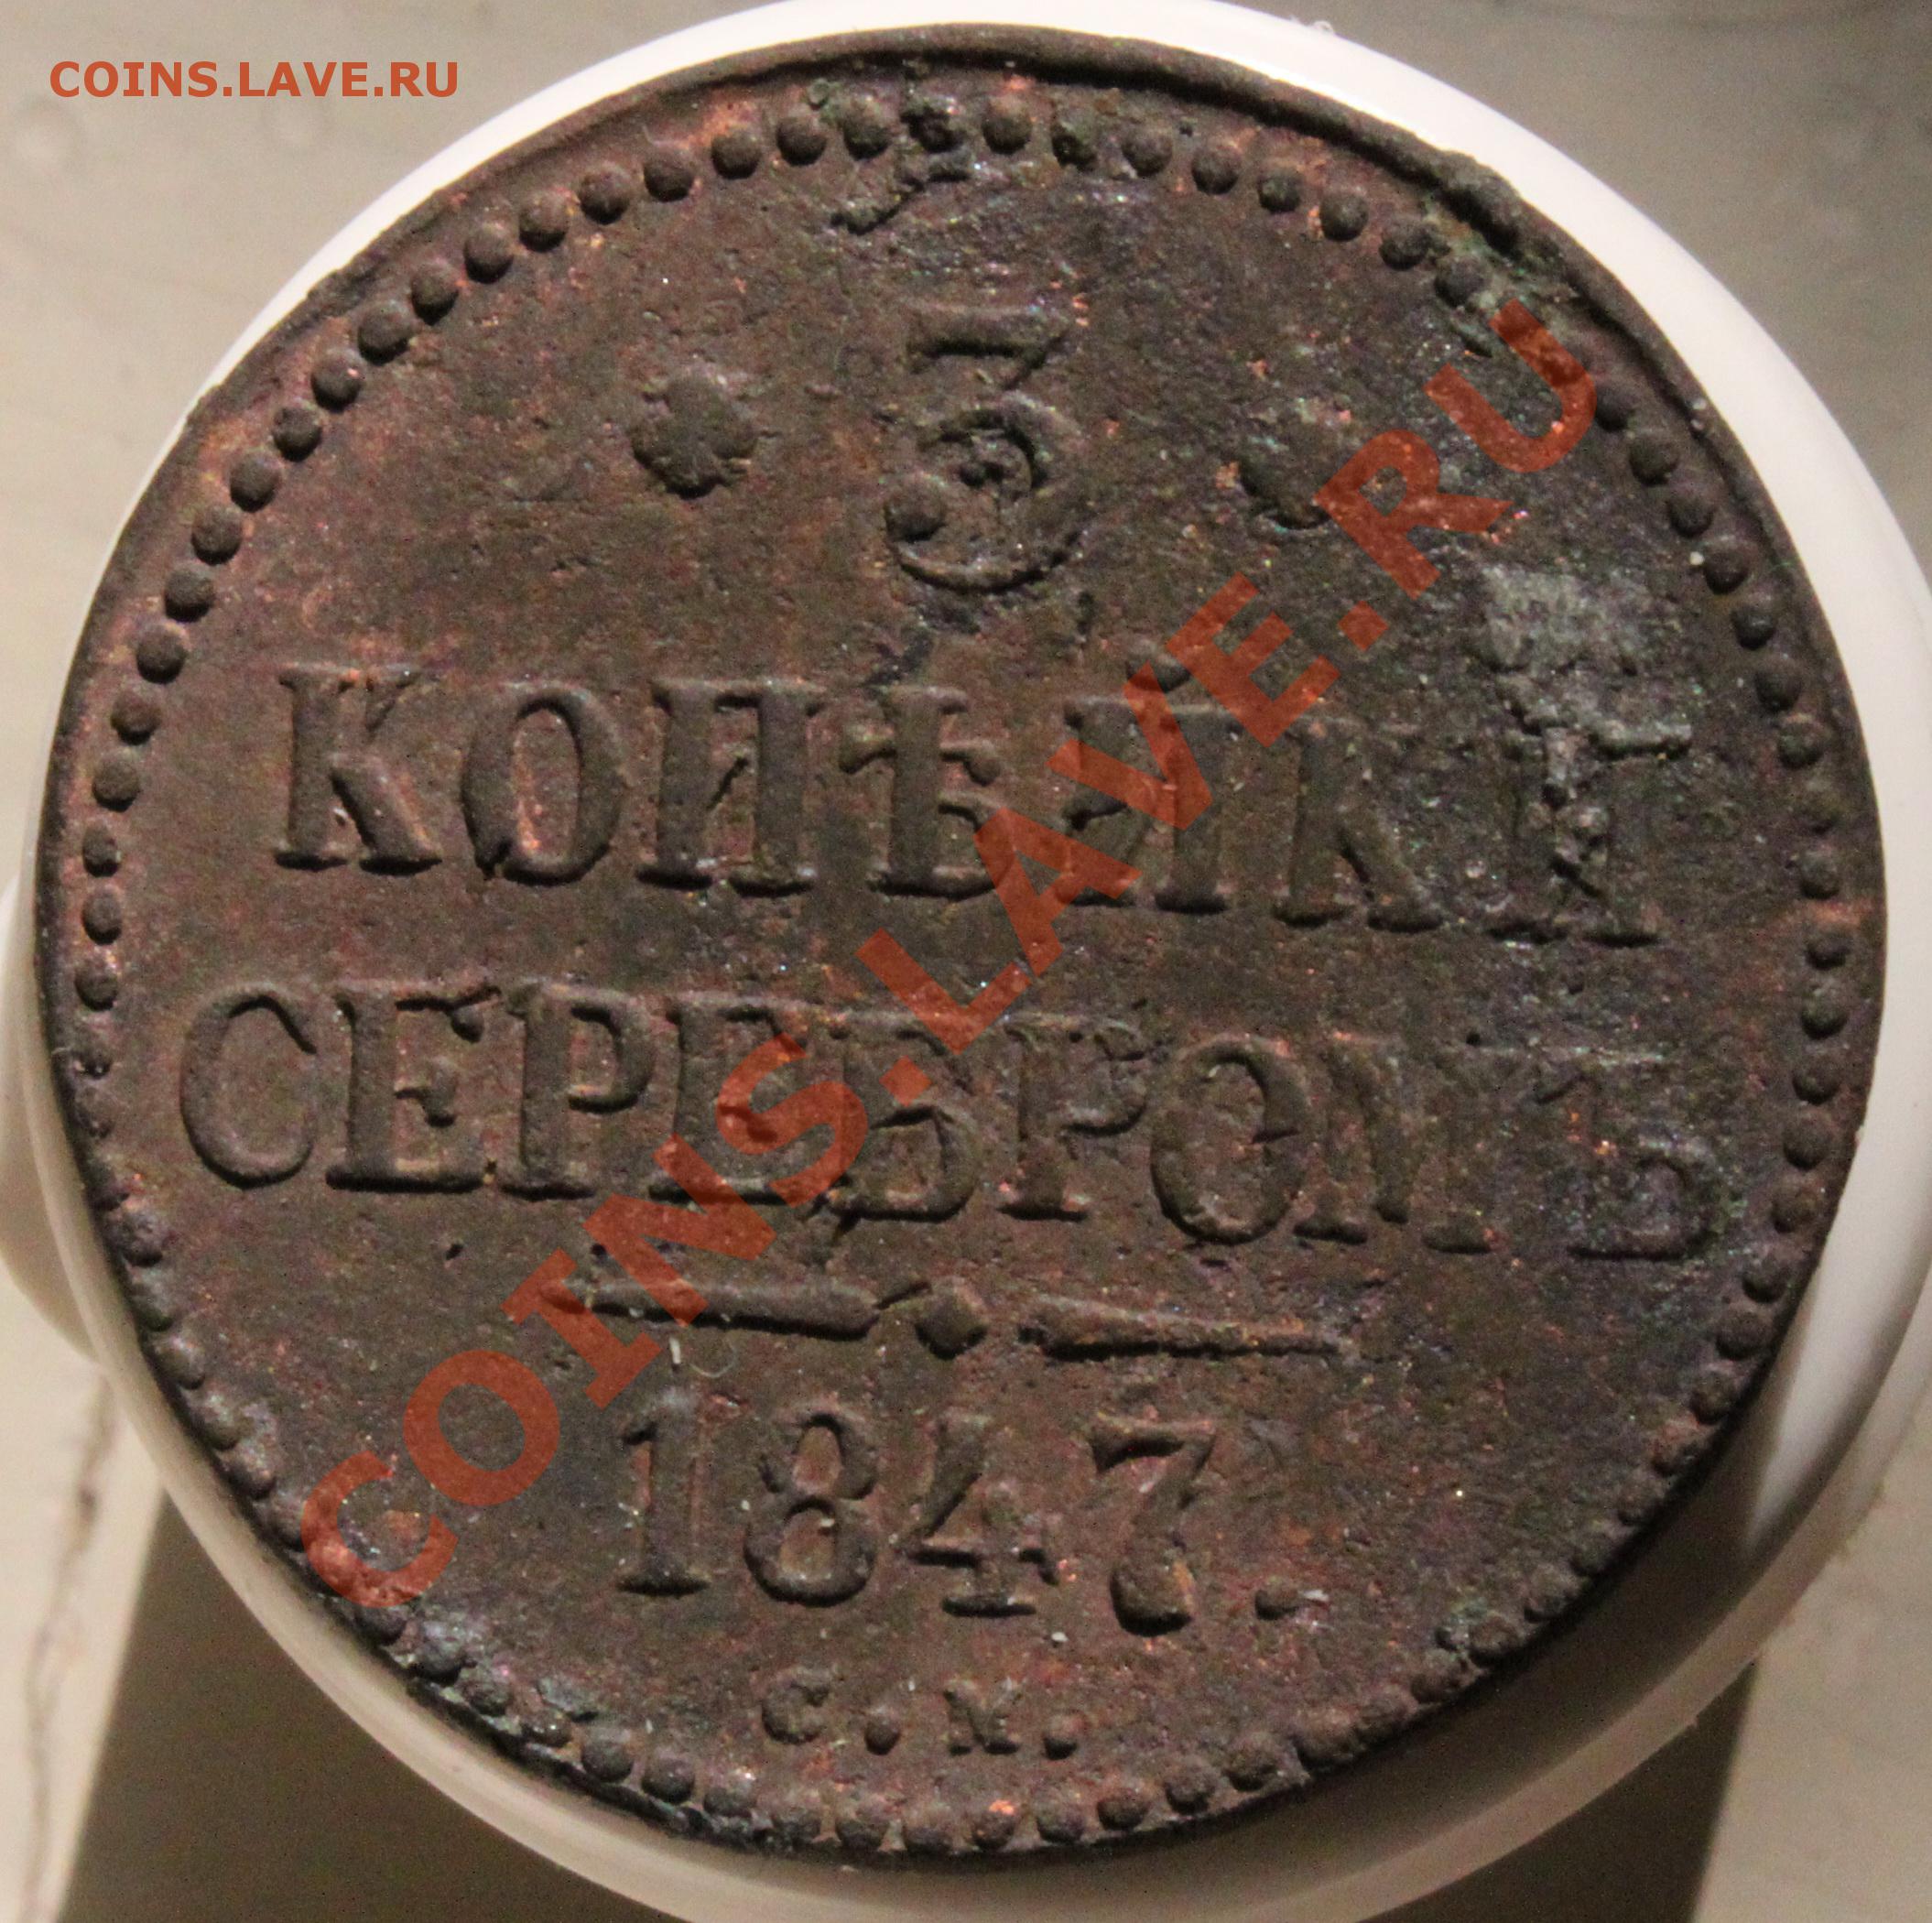 COINS.LAVE.RU
3
КОПѢЙКИ
СЕРЕБРОМЪ
1847.
С.М.
COINS.LAVE.RU